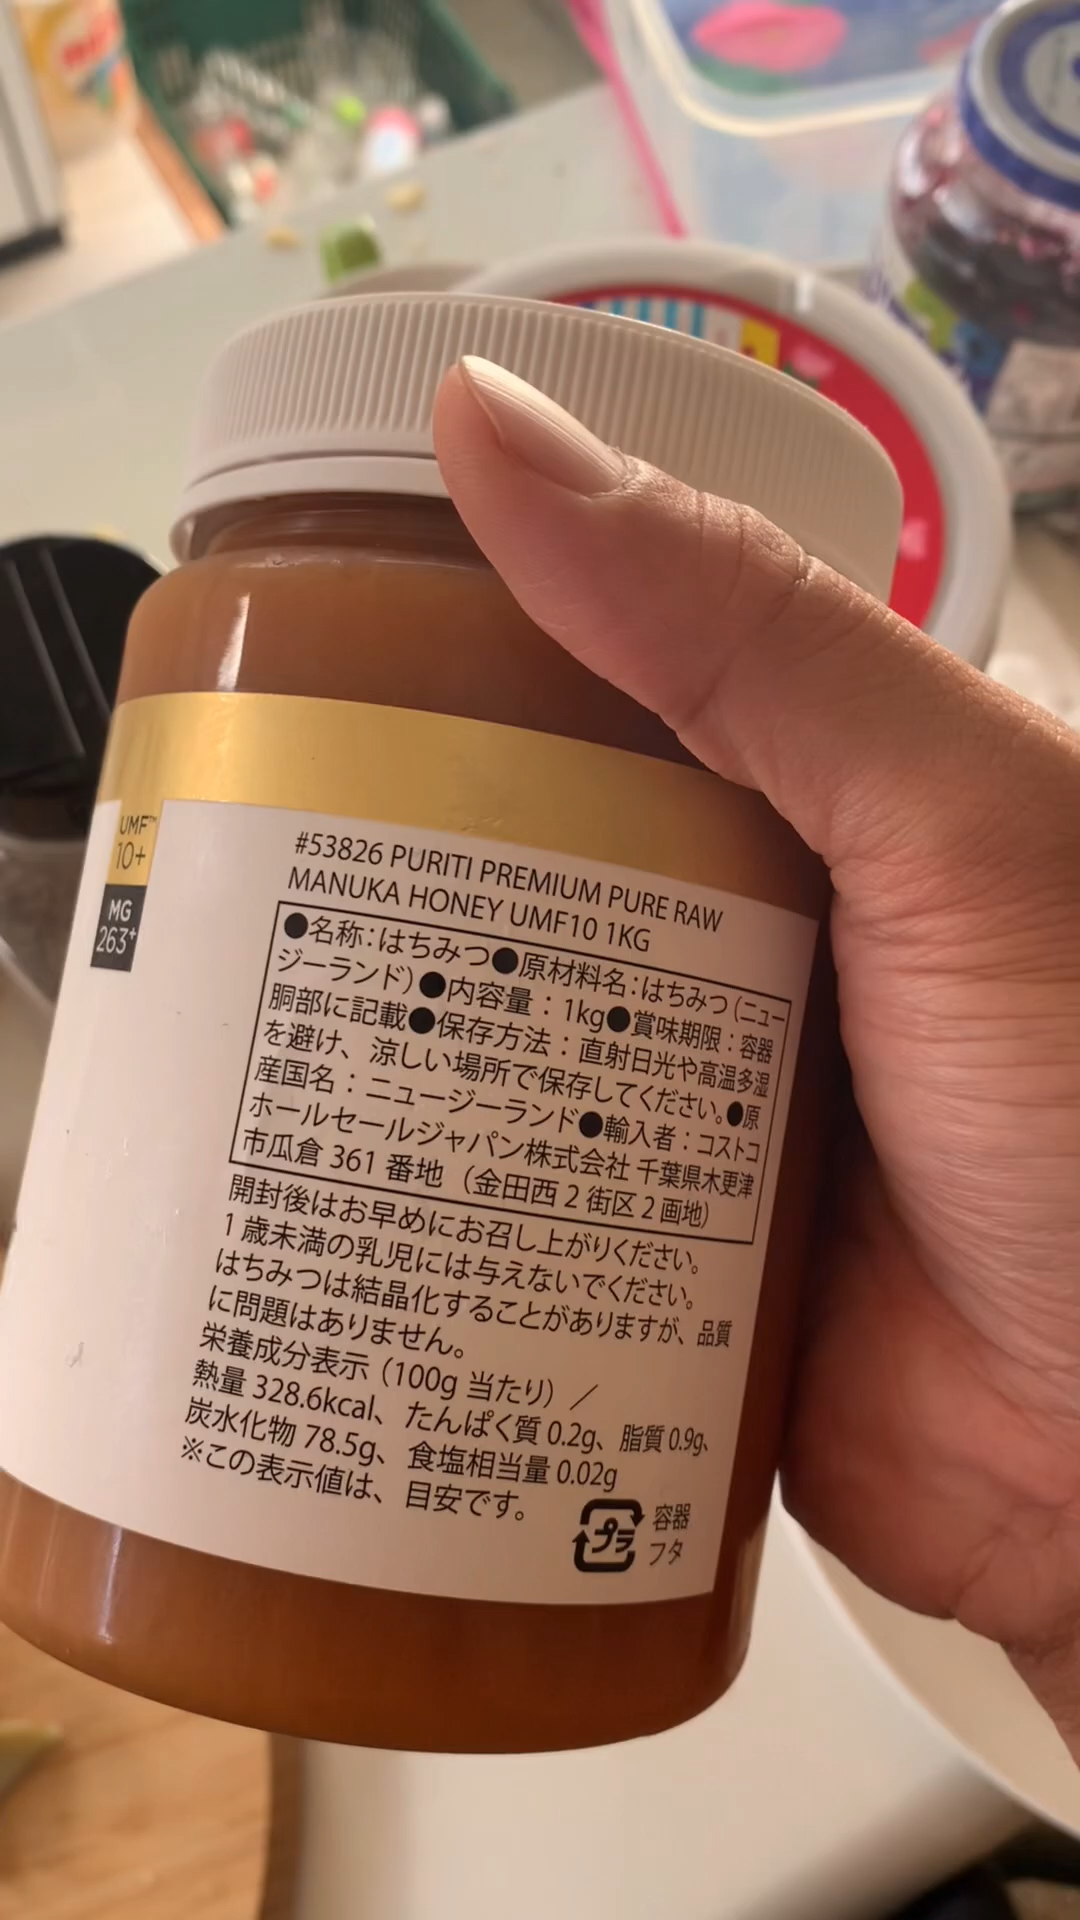 UMF™
10+
MG
263+
#53826 PURITI PREMIUM PURE RAW
MANUKA HONEY UMF10 1KG
●名称:はちみつ●原材料名:はちみつ(ニュー
ジーランド)●内容量:1kg●賞味期限:容器
胴部に記載●保存方法:直射日光や高温多湿
を避け、涼しい場所で保存してください。●原
産国名:ニュージーランド●輸入者:コストコ
ホールセールジャパン株式会社 千葉県木更津
市瓜倉 361 番地(金田西 2 街区 2 画地)
開封後はお早めにお召し上がりください。
1 歳未満の乳児には与えないでください。
はちみつは結晶化することがありますが、品質
に問題はありません。
栄養成分表示(100g 当たり)/
熱量 328.6kcal、たんぱく質 0.2g、脂質 0.9g、
炭水化物 78.5g、食塩相当量 0.02g
※この表示値は、目安です。
プラ
容器
フタ